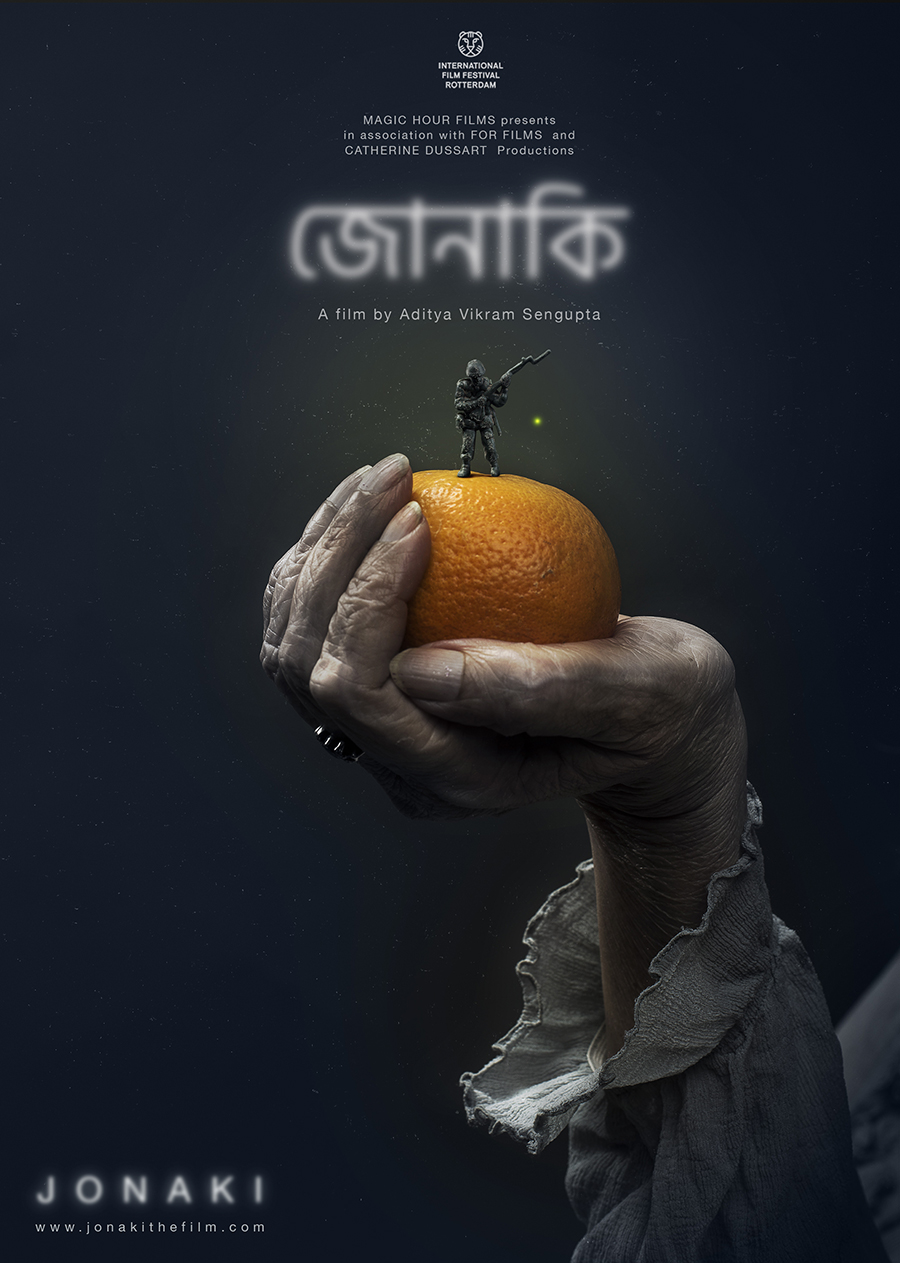 INTERNATIONAL
FILM FESTIVAL
ROTTERDAM
MAGIC HOUR FILMS presents
in association with FOR FILMS and
CATHERINE DUSSART Productions
জোনাকি
A film by Aditya Vikram Sengupta
JONAKI
www.jonakithefilm.com